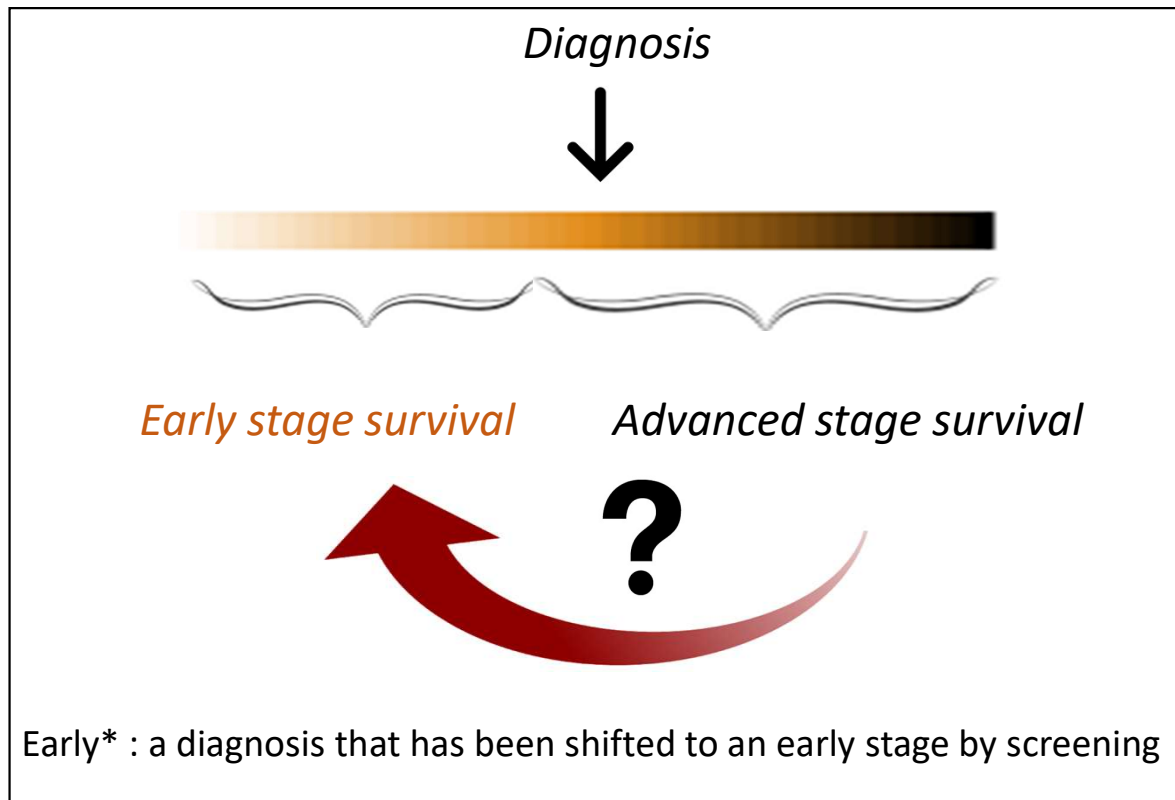 Diagnosis
Early stage survival
Advanced stage survival
?
Early* : a diagnosis that has been shifted to an early stage by screening